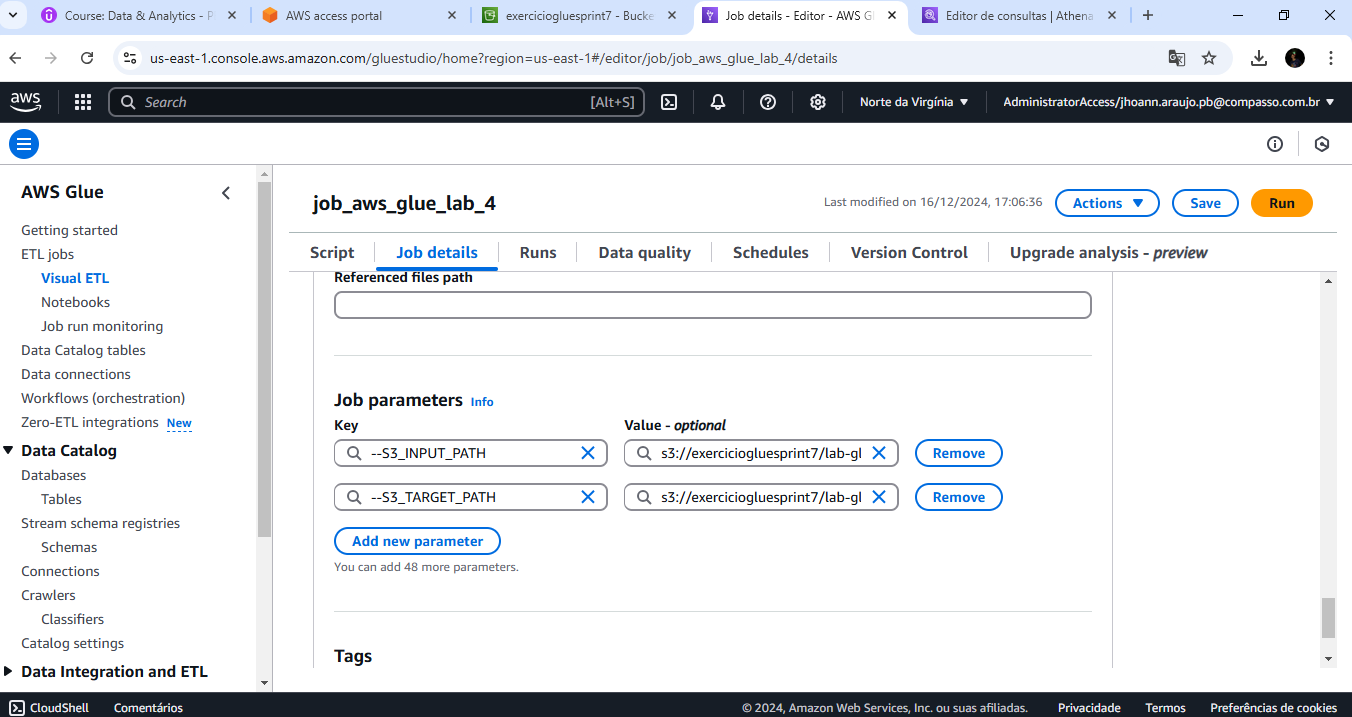 Course: Data & Analytics - P
AWS access portal
exerciciogluesprint7 - Bucke
Job details - Editor - AWS Gl
Editor de consultas | Athena
us-east-1.console.aws.amazon.com/gluestudio/home?region=us-east-1#/editor/job/job_aws_glue_lab_4/details
aws
Search
[Alt+S]
Norte da Virgínia
AdministratorAccess/jhoann.araujo.pb@compasso.com.br
AWS Glue
Getting started
ETL jobs
Visual ETL
Notebooks
Job run monitoring
Data Catalog tables
Data connections
Workflows (orchestration)
Zero-ETL integrations New
Data Catalog
Databases
Tables
Stream schema registries
Schemas
Connections
Crawlers
Classifiers
Catalog settings
Data Integration and ETL
job_aws_glue_lab_4
Last modified on 16/12/2024, 17:06:36
Actions
Save
Run
Script
Job details
Runs
Data quality
Schedules
Version Control
Upgrade analysis - preview
Referenced files path
Job parameters Info
Key
Value - optional
--S3_INPUT_PATH
s3://exerciciogluesprint7/lab-gl
Remove
--S3_TARGET_PATH
s3://exerciciogluesprint7/lab-gl
Remove
Add new parameter
You can add 48 more parameters.
Tags
CloudShell
Comentários
© 2024, Amazon Web Services, Inc. ou suas afiliadas.
Privacidade
Termos
Preferências de cookies